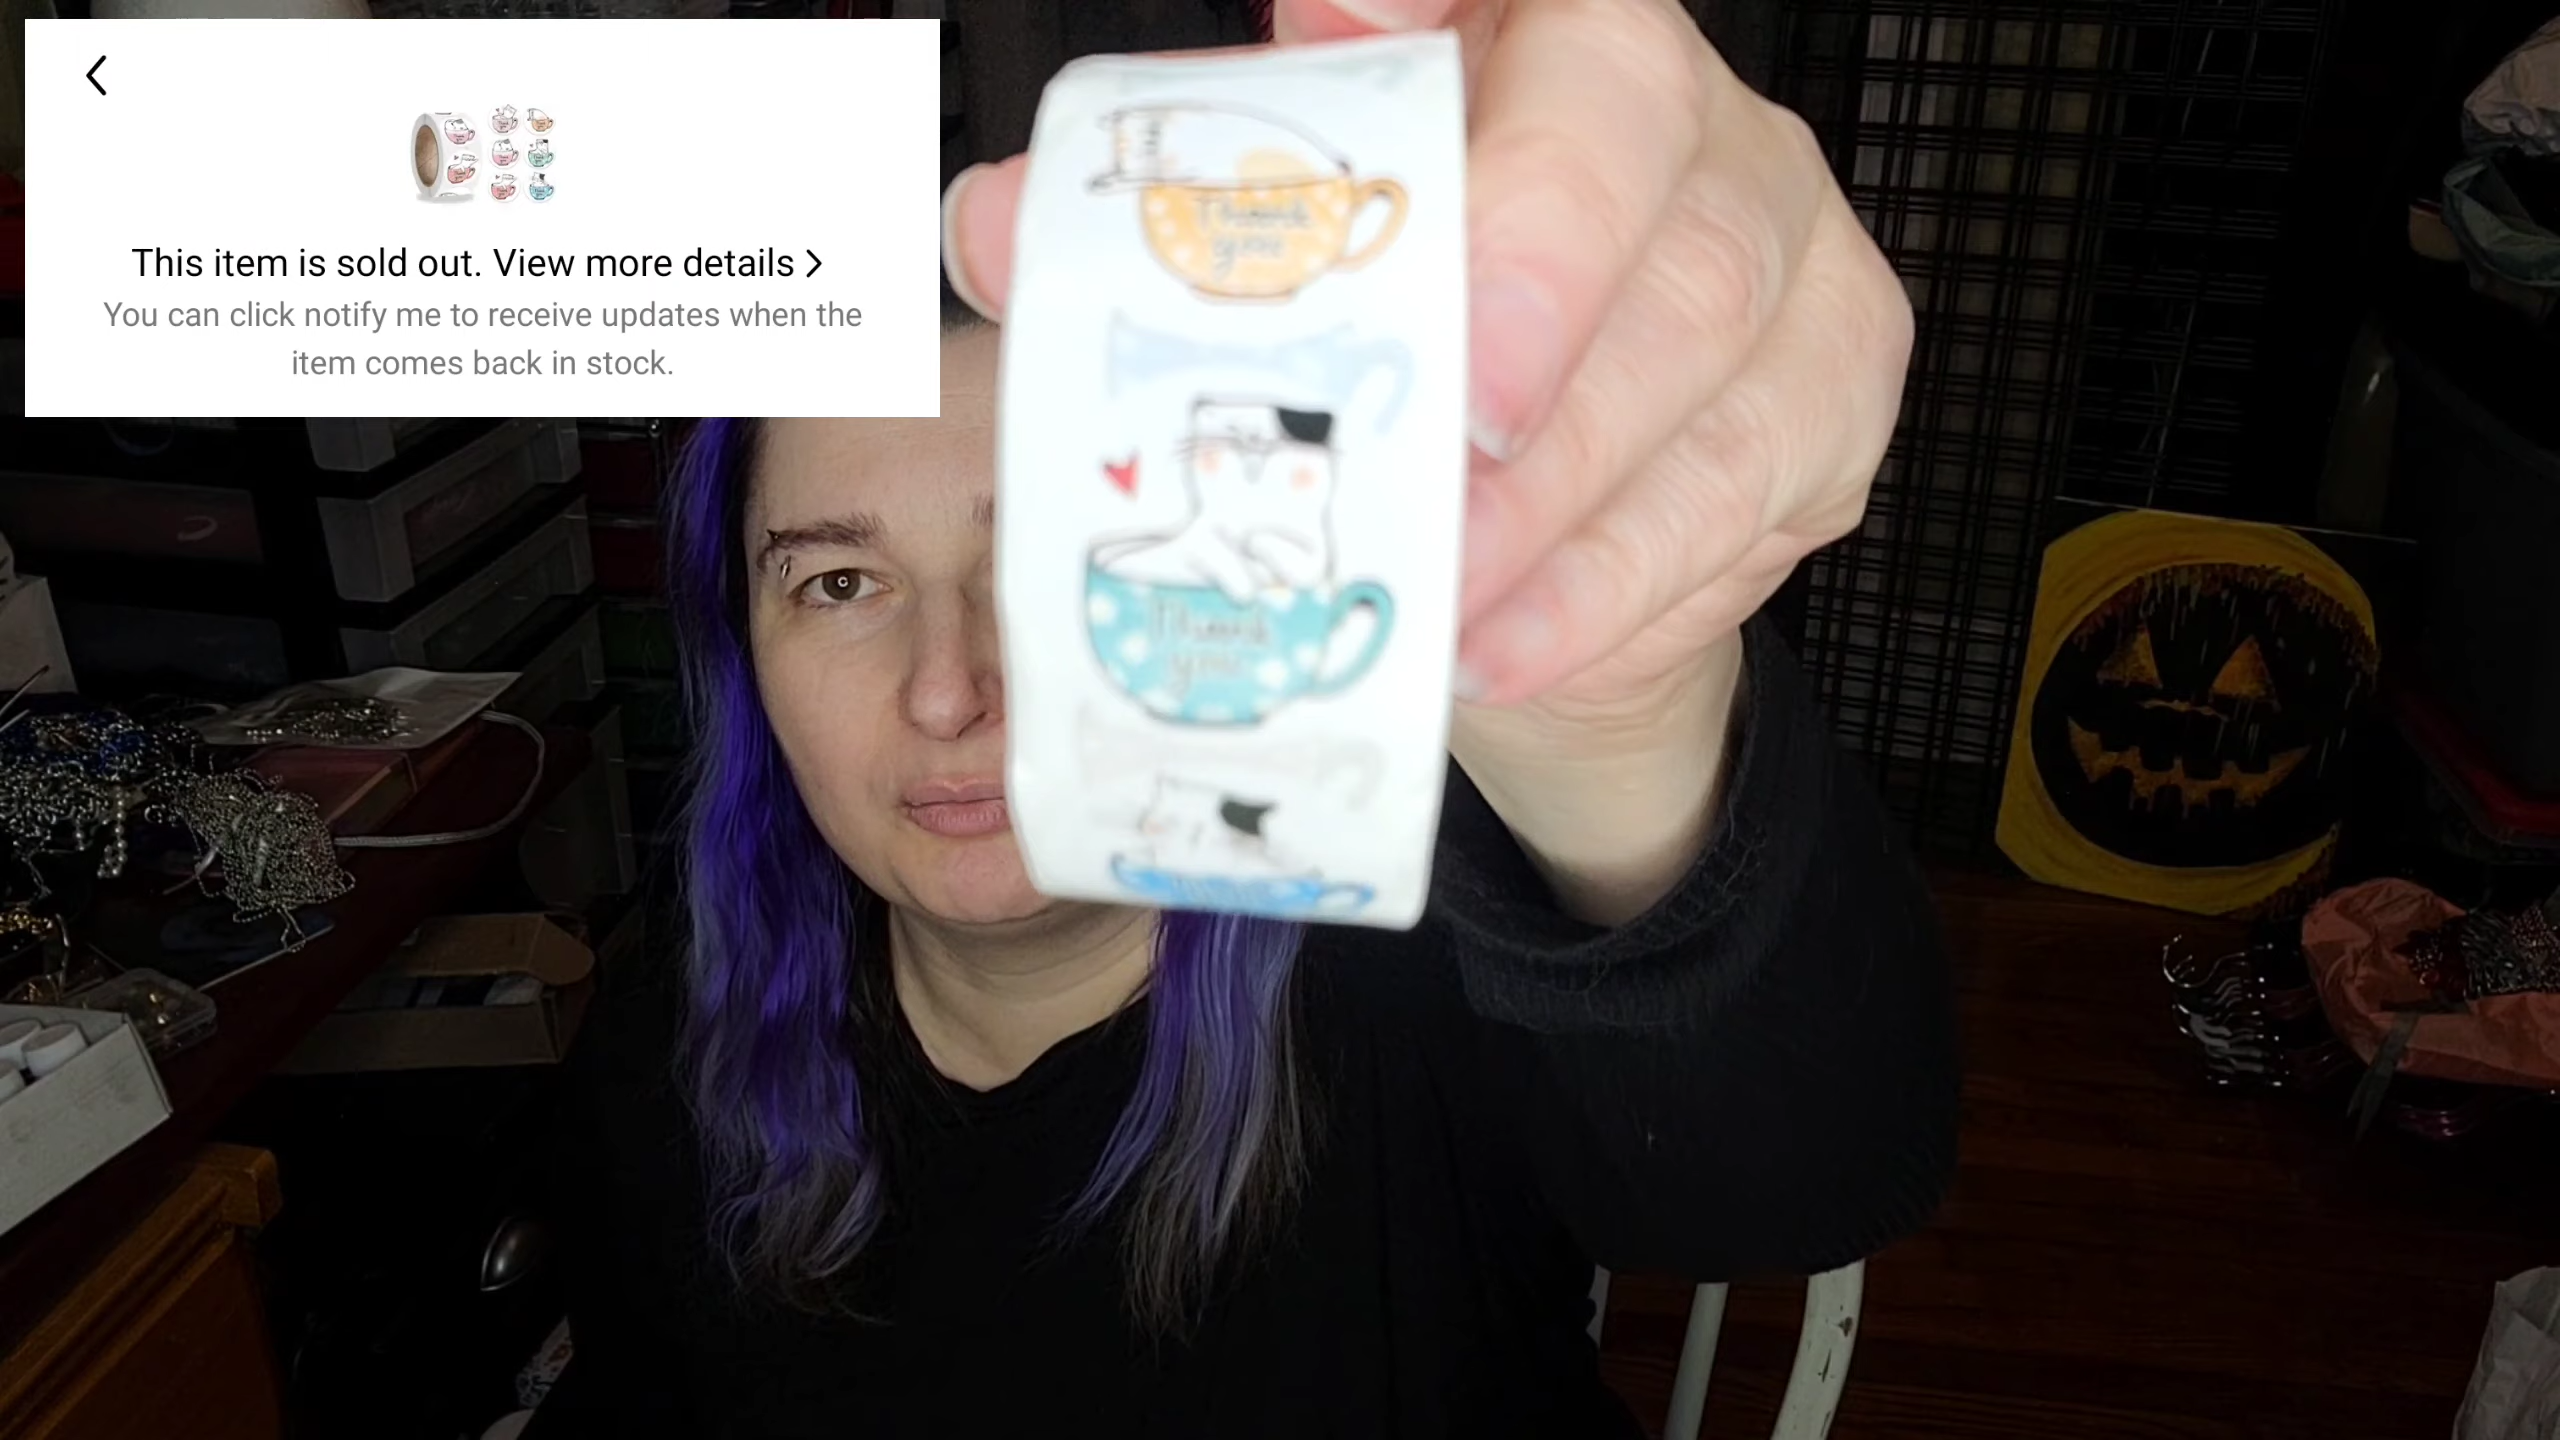 This item is sold out. View more details >
You can click notify me to receive updates when the
item comes back in stock.
Thank
you
Thank
you